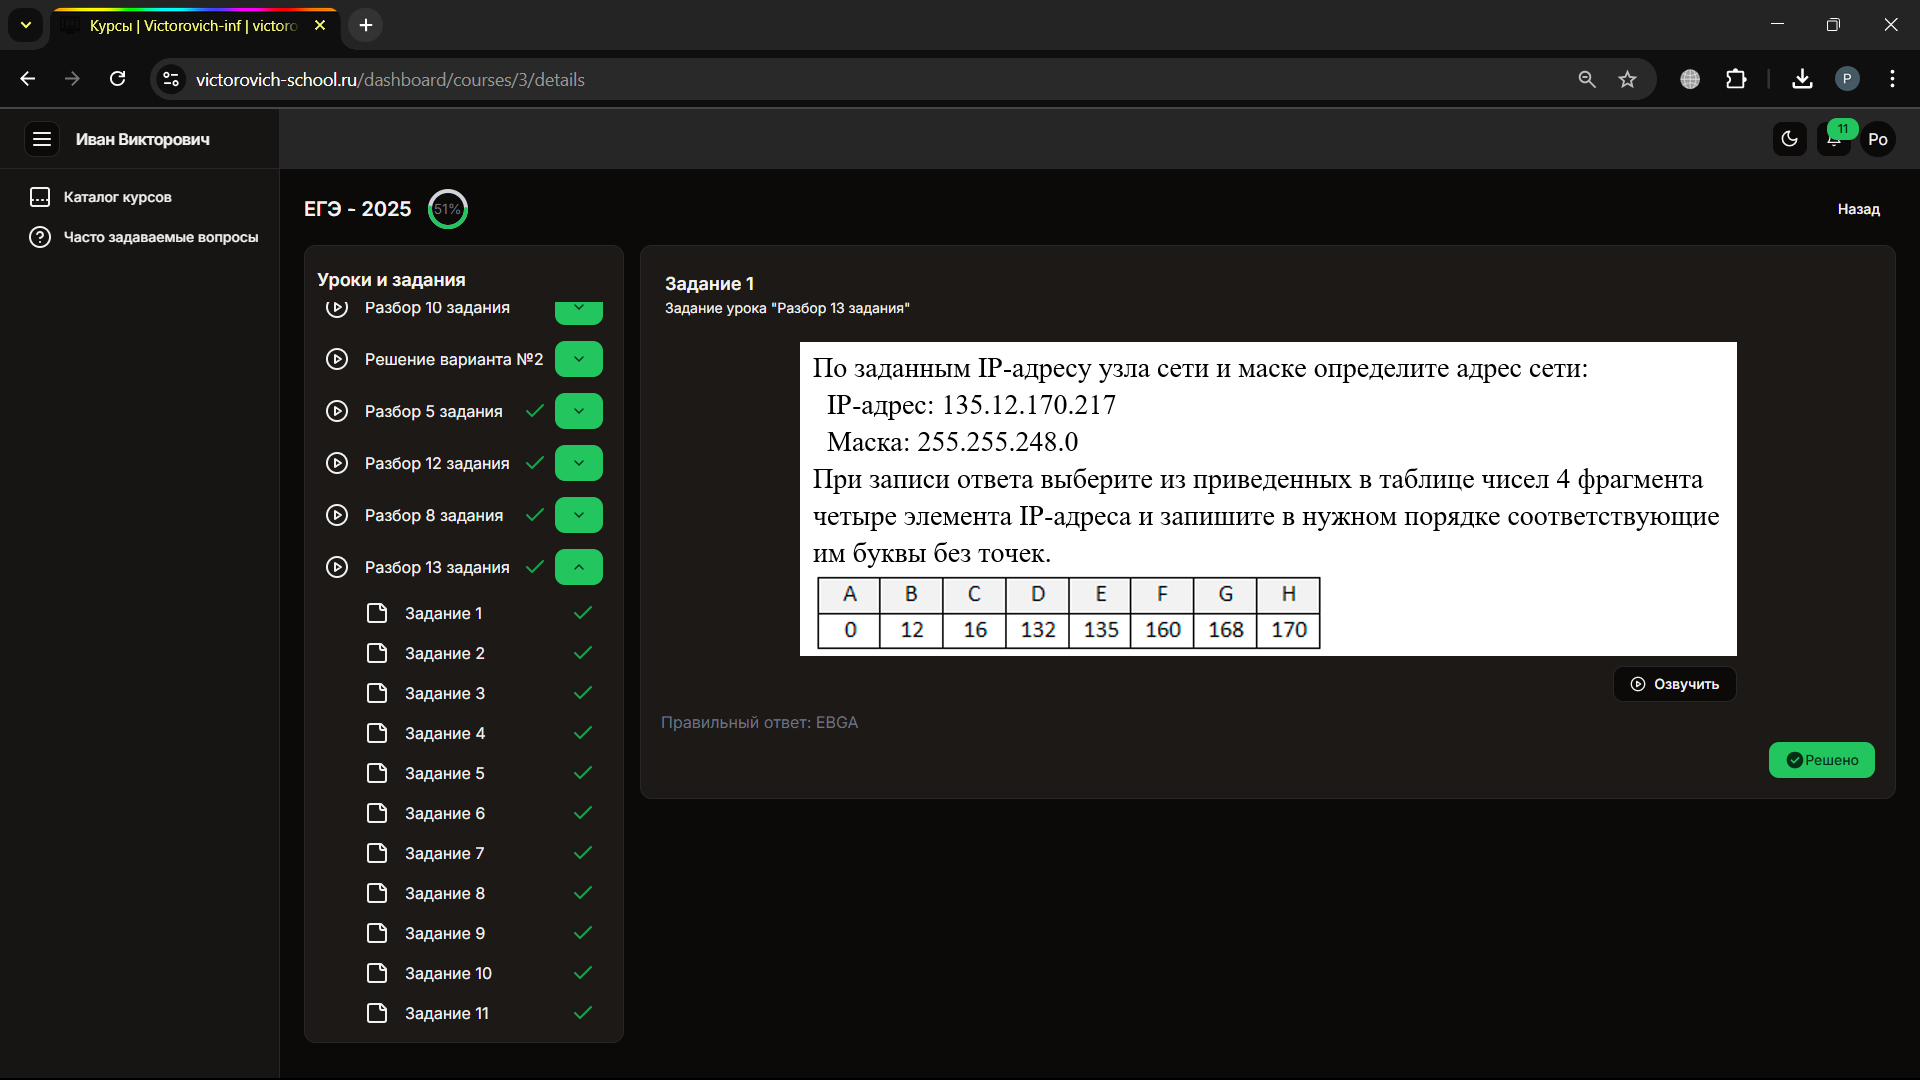 Курсы | Victorovich-inf | victoro
victorovich-school.ru/dashboard/courses/3/details
P
Иван Викторович
11
Po
Каталог курсов
Часто задаваемые вопросы
ЕГЭ - 2025
51%
Назад
Уроки и задания
Разбор 10 задания
Решение варианта №2
Разбор 5 задания
Разбор 12 задания
Разбор 8 задания
Разбор 13 задания
Задание 1
Задание 2
Задание 3
Задание 4
Задание 5
Задание 6
Задание 7
Задание 8
Задание 9
Задание 10
Задание 11
Задание 1
Задание урока "Разбор 13 задания"
По заданным IP-адресу узла сети и маске определите адрес сети:
IP-адрес: 135.12.170.217
Маска: 255.255.248.0
При записи ответа выберите из приведенных в таблице чисел 4 фрагмента
четыре элемента IP-адреса и запишите в нужном порядке соответствующие
им буквы без точек.
A B C D E F G H
0 12 16 132 135 160 168 170
Озвучить
Правильный ответ: EBGA
Решено